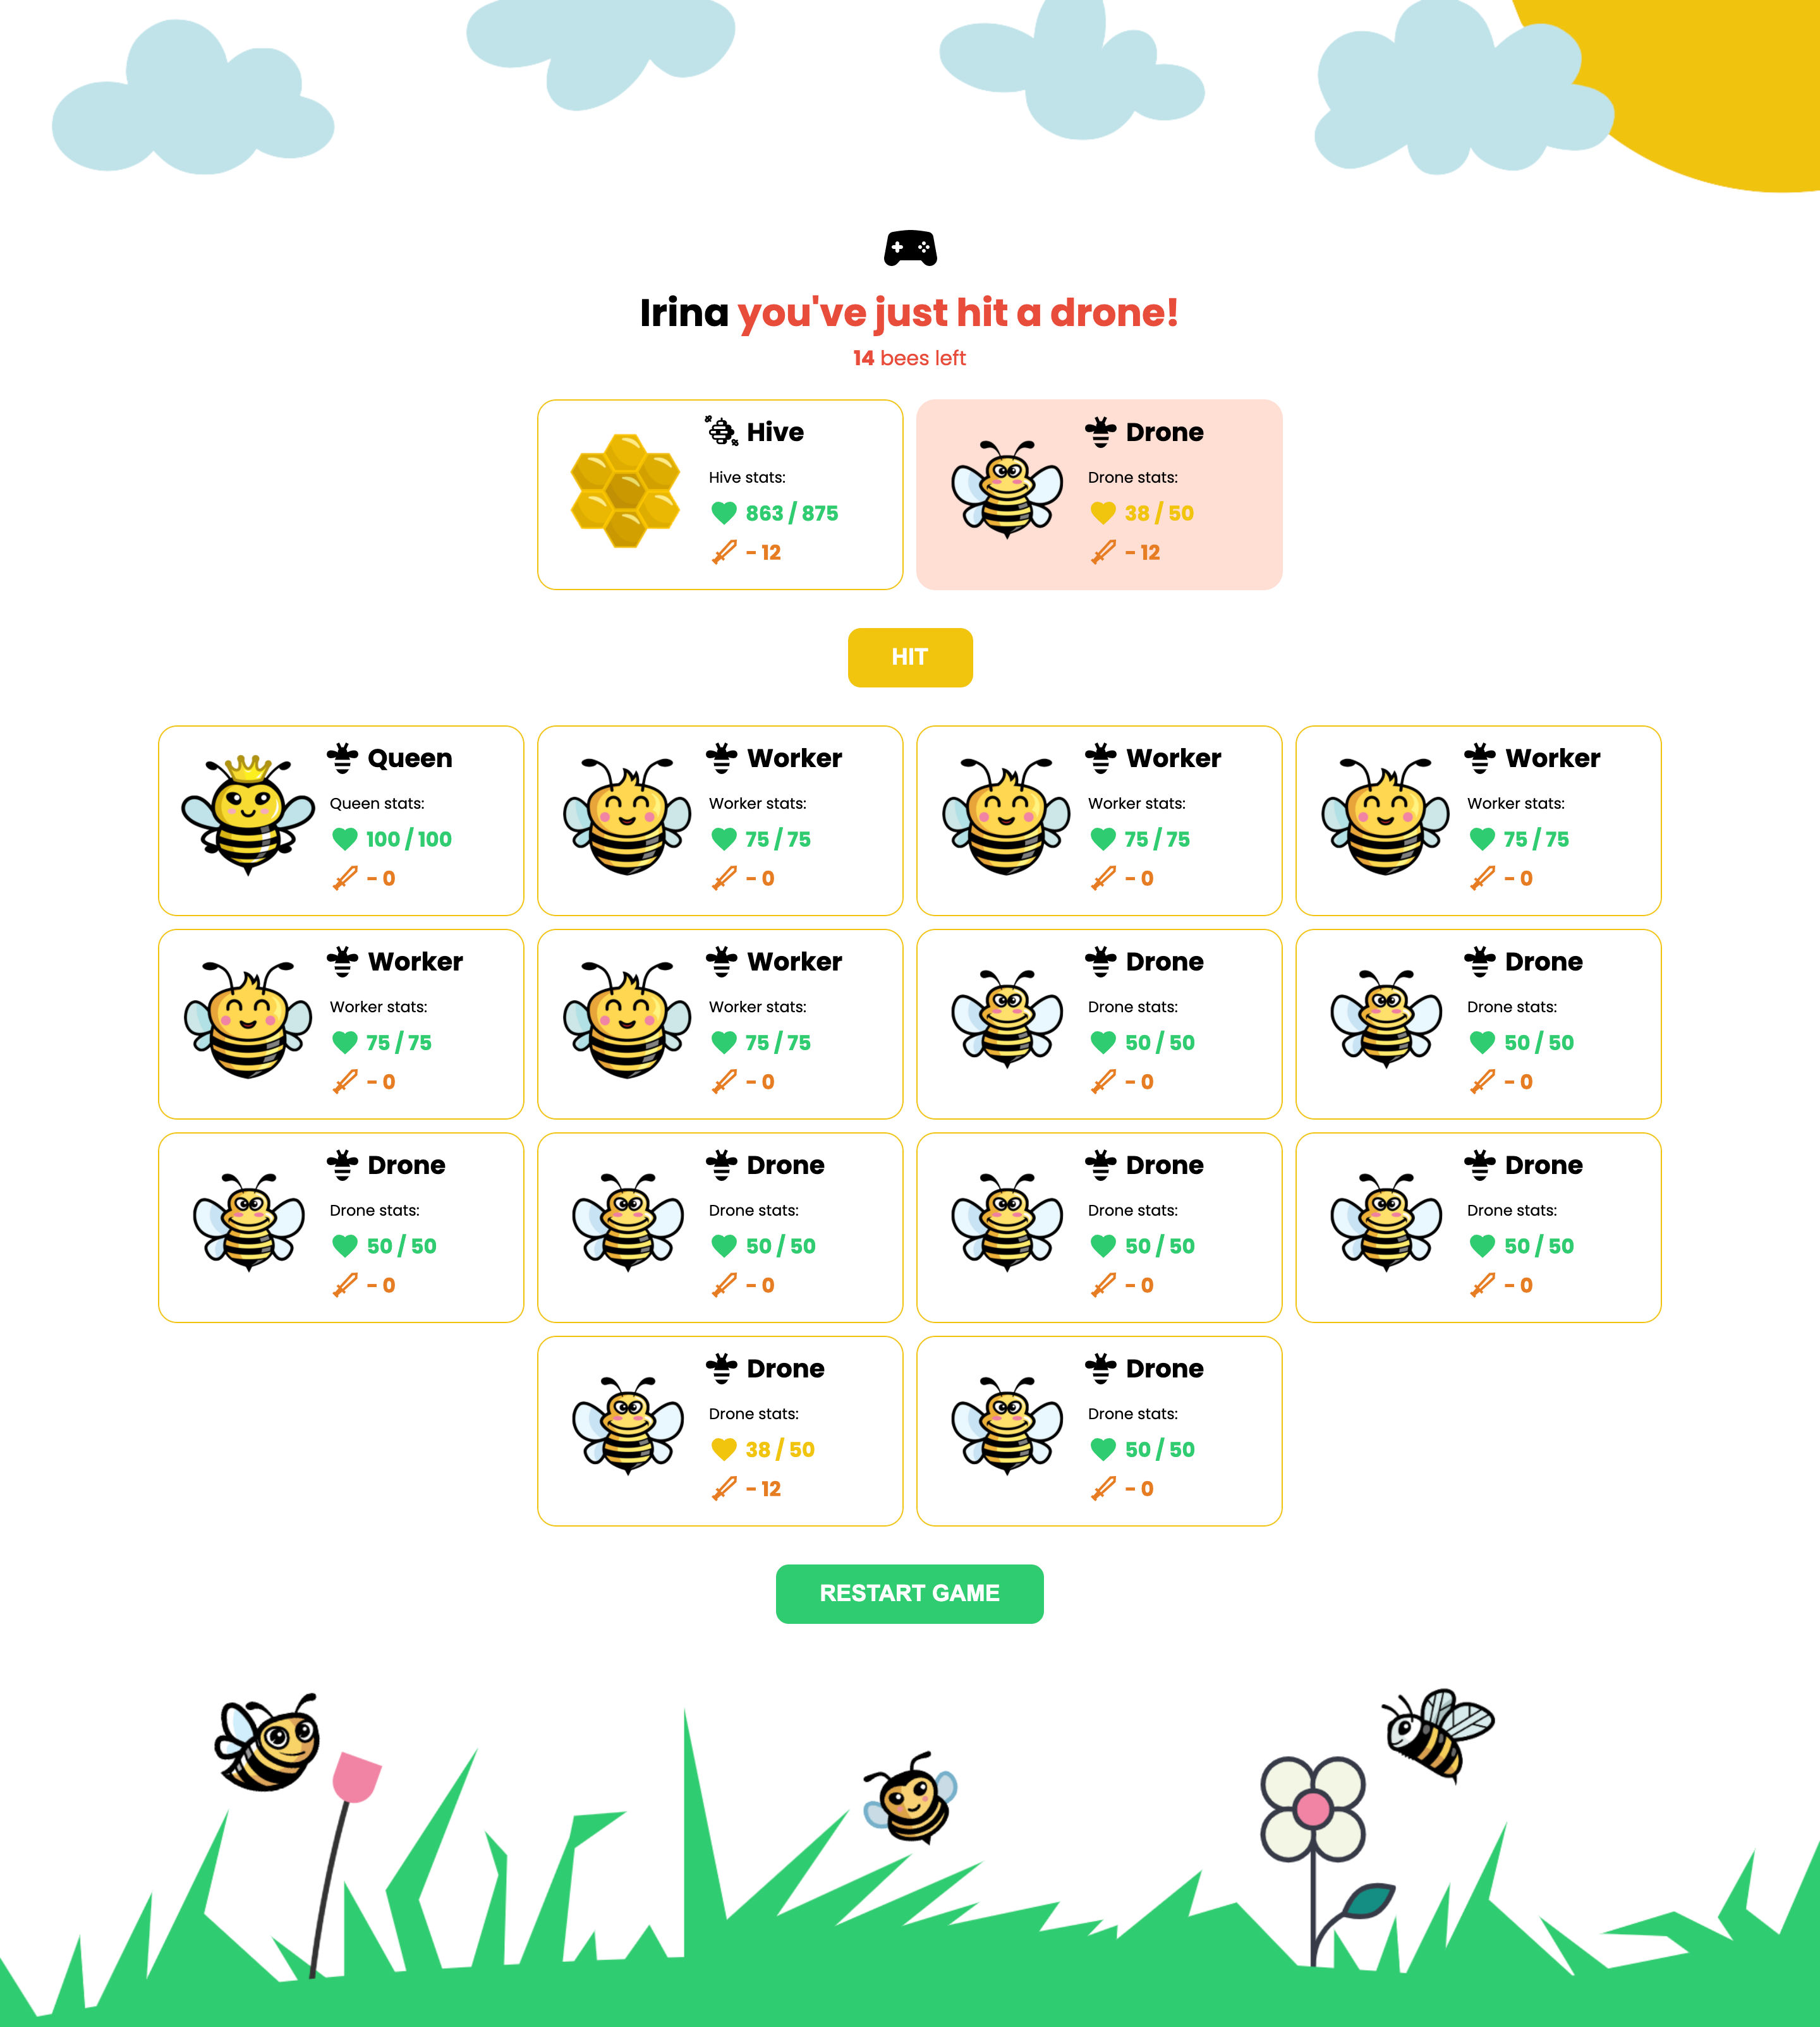 Irina you've just hit a drone!
14 bees left
Hive
Hive stats:
863 / 875
- 12
Drone
Drone stats:
38 / 50
- 12
HIT
Queen
Queen stats:
100 / 100
- 0
Worker
Worker stats:
75 / 75
- 0
Worker
Worker stats:
75 / 75
- 0
Worker
Worker stats:
75 / 75
- 0
Worker
Worker stats:
75 / 75
- 0
Worker
Worker stats:
75 / 75
- 0
Drone
Drone stats:
50 / 50
- 0
Drone
Drone stats:
50 / 50
- 0
Drone
Drone stats:
50 / 50
- 0
Drone
Drone stats:
50 / 50
- 0
Drone
Drone stats:
50 / 50
- 0
Drone
Drone stats:
50 / 50
- 0
Drone
Drone stats:
38 / 50
- 12
Drone
Drone stats:
50 / 50
- 0
RESTART GAME